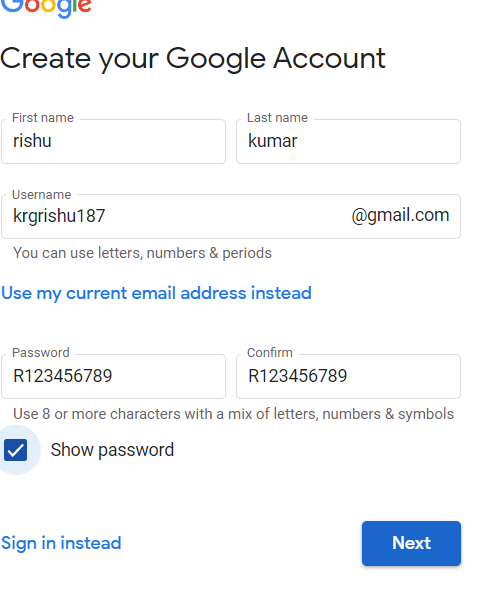 Google
Create your Google Account
First name Last name
rishu kumar
Username
krgrishu187 @gmail.com
You can use letters, numbers & periods
Use my current email address instead
Password Confirm
R123456789 R123456789
Use 8 or more characters with a mix of letters, numbers & symbols
Show password
Sign in instead Next